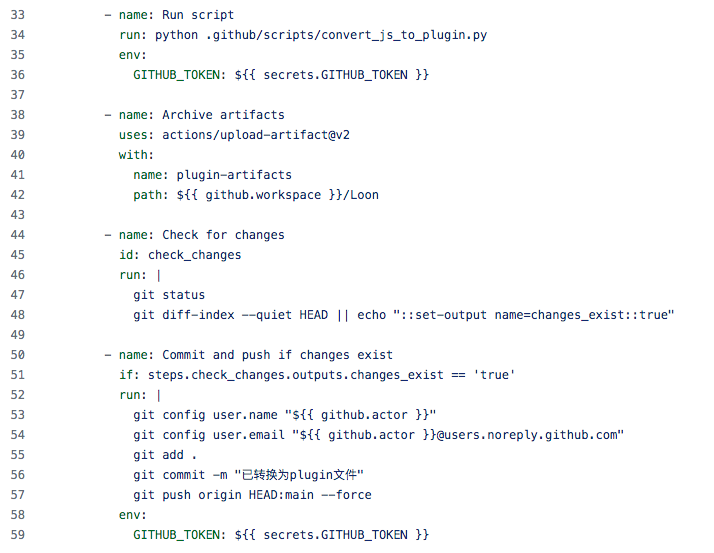 33 - name: Run script
34 run: python .github/scripts/convert_js_to_plugin.py
35 env:
36 GITHUB_TOKEN: ${{ secrets.GITHUB_TOKEN }}
37
38 - name: Archive artifacts
39 uses: actions/upload-artifact@v2
40 with:
41 name: plugin-artifacts
42 path: ${{ github.workspace }}/Loon
43
44 - name: Check for changes
45 id: check_changes
46 run: |
47 git status
48 git diff-index --quiet HEAD || echo "::set-output name=changes_exist::true"
49
50 - name: Commit and push if changes exist
51 if: steps.check_changes.outputs.changes_exist == 'true'
52 run: |
53 git config user.name "${{ github.actor }}"
54 git config user.email "${{ github.actor }}@users.noreply.github.com"
55 git add .
56 git commit -m "已转换为plugin文件"
57 git push origin HEAD:main --force
58 env:
59 GITHUB_TOKEN: ${{ secrets.GITHUB_TOKEN }}